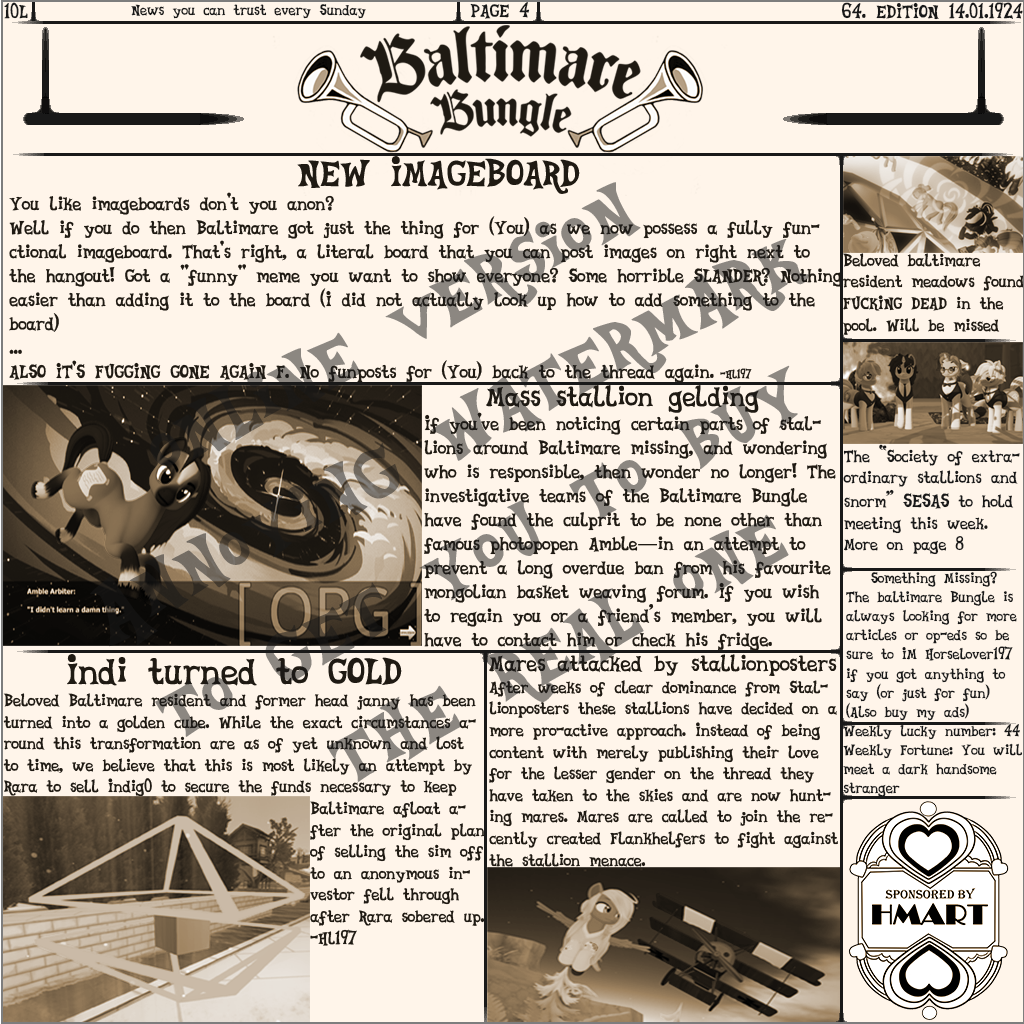 10L
News you can trust every Sunday
PAGE 4
64. EDiTiON 14.01.1924
Baltimare
Bungle
NEW iMAGEBOARD
You like imageboards don't you anon?
Well if you do then Baltimare got just the thing for (You) as we now possess a fully fun-
ctional imageboard. That's right, a literal board that you can post images on right next to
the hangout! Got a "funny" meme you want to show everyone? Some horrible SLANDER? Nothing
easier than adding it to the board (i did not actually look up how to add something to the
board)
...
ALSO iT'S FUGGiNG GONE AGAiN F. No funposts for (You) back to the thread again. -HL197
Beloved baltimare
resident meadows found
FUCKiNG DEAD in the
pool. Will be missed
Amble Arbiter:
"I didn't learn a damn thing."
[ OPG ]
Mass stallion gelding
if you've been noticing certain parts of stal-
lions around Baltimare missing, and wondering
who is responsible, then wonder no longer! The
investigative teams of the Baltimare Bungle
have found the culprit to be none other than
famous photopopen Amble—in an attempt to
prevent a long overdue ban from his favourite
mongolian basket weaving forum. if you wish
to regain you or a friend's member, you will
have to contact him or check his fridge.
The "Society of extra-
ordinary stallions and
snorm" SESAS to hold
meeting this week.
More on page 8
Something Missing?
The baltimare Bungle is
always looking for more
articles or op-eds so be
sure to iM Horselover197
if you got anything to
say (or just for fun)
(Also buy my ads)
Weekly Lucky number: 44
Weekly Fortune: You will
meet a dark handsome
stranger
indi turned to GOLD
Beloved Baltimare resident and former head janny has been
turned into a golden cube. While the exact circumstances a-
round this transformation are as of yet unknown and lost
to time, we believe that this is most likely an attempt by
Rara to sell indig0 to secure the funds necessary to keep
Baltimare afloat a-
fter the original plan
of selling the sim off
to an anonymous in-
vestor fell through
after Rara sobered up.
-HL197
Mares attacked by stallionposters
After weeks of clear dominance from Stal-
lionposters these stallions have decided on a
more pro-active approach. instead of being
content with merely publishing their love
for the lesser gender on the thread they
have taken to the skies and are now hunt-
ing mares. Mares are called to join the re-
cently created Flankhelfers to fight against
the stallion menace.
SPONSORED BY
HMART
VERSiON
WATERMARK
YOU TO BUY
TO GET
THE REAL ONE